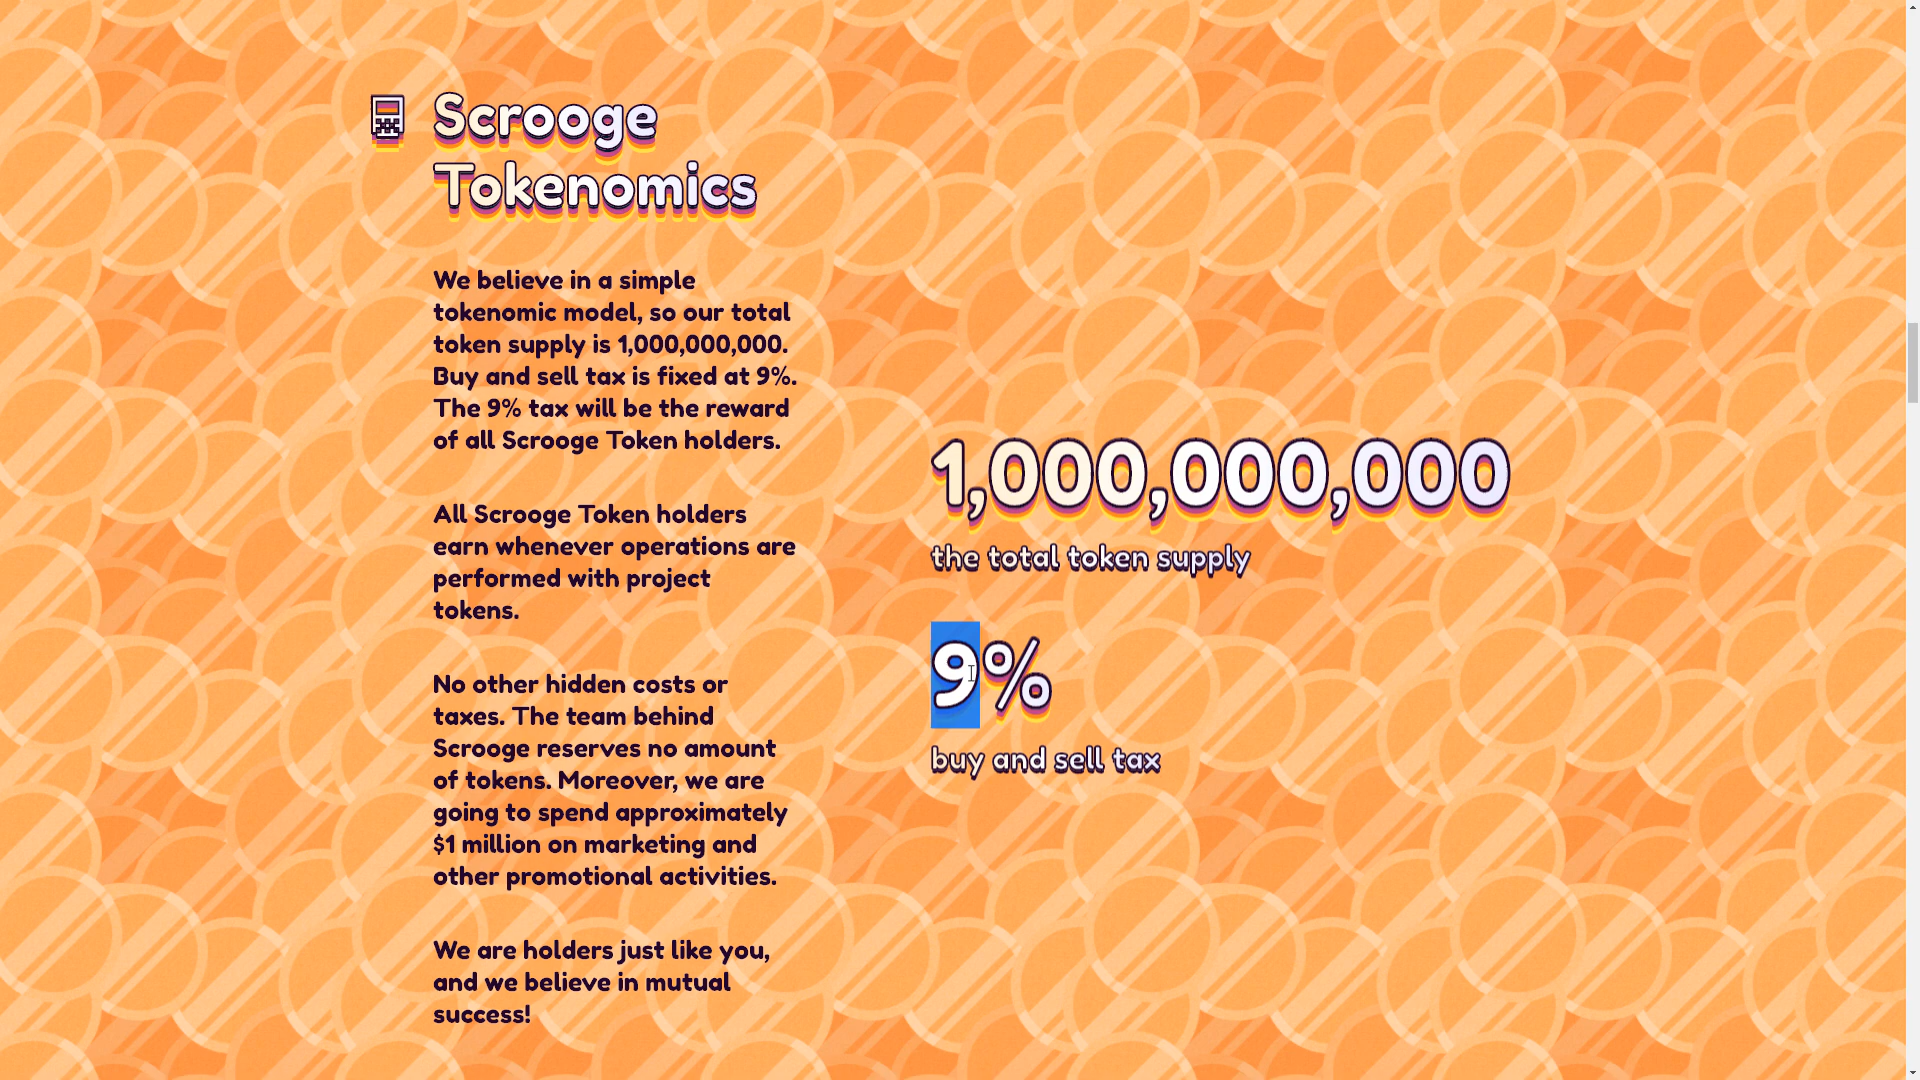 Scrooge
Tokenomics
We believe in a simple
tokenomic model, so our total
token supply is 1,000,000,000.
Buy and sell tax is fixed at 9%.
The 9% tax will be the reward
of all Scrooge Token holders.
All Scrooge Token holders
earn whenever operations are
performed with project
tokens.
No other hidden costs or
taxes. The team behind
Scrooge reserves no amount
of tokens. Moreover, we are
going to spend approximately
$1 million on marketing and
other promotional activities.
We are holders just like you,
and we believe in mutual
success!
1,000,000,000
the total token supply
9%
buy and sell tax